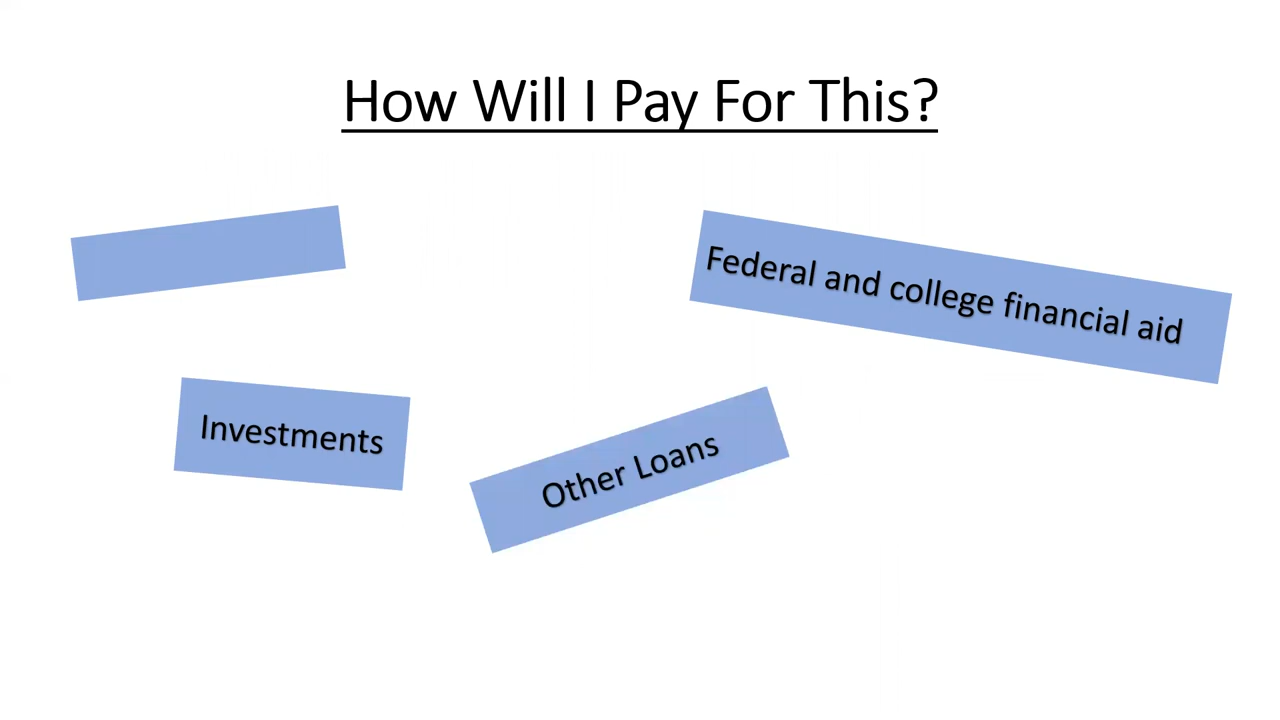 How Will I Pay For This?
Federal and college financial aid
Investments
Other Loans